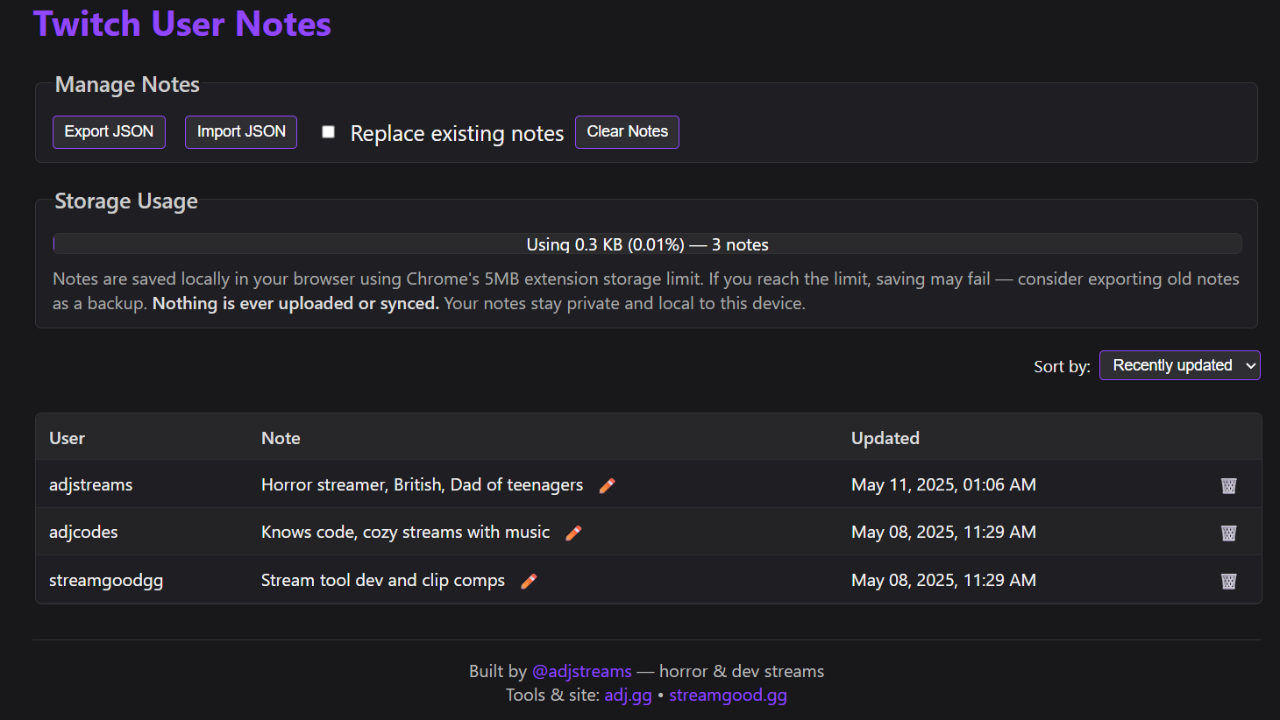 Twitch User Notes
Manage Notes
Export JSON Import JSON Replace existing notes Clear Notes
Storage Usage
Using 0.3 KB (0.01%) — 3 notes
Notes are saved locally in your browser using Chrome's 5MB extension storage limit. If you reach the limit, saving may fail — consider exporting old notes
as a backup. Nothing is ever uploaded or synced. Your notes stay private and local to this device.
Sort by: Recently updated
User Note Updated
adjstreams Horror streamer, British, Dad of teenagers May 11, 2025, 01:06 AM
adjcodes Knows code, cozy streams with music May 08, 2025, 11:29 AM
streamgoodgg Stream tool dev and clip comps May 08, 2025, 11:29 AM
Built by @adjstreams — horror & dev streams
Tools & site: adj.gg • streamgood.gg